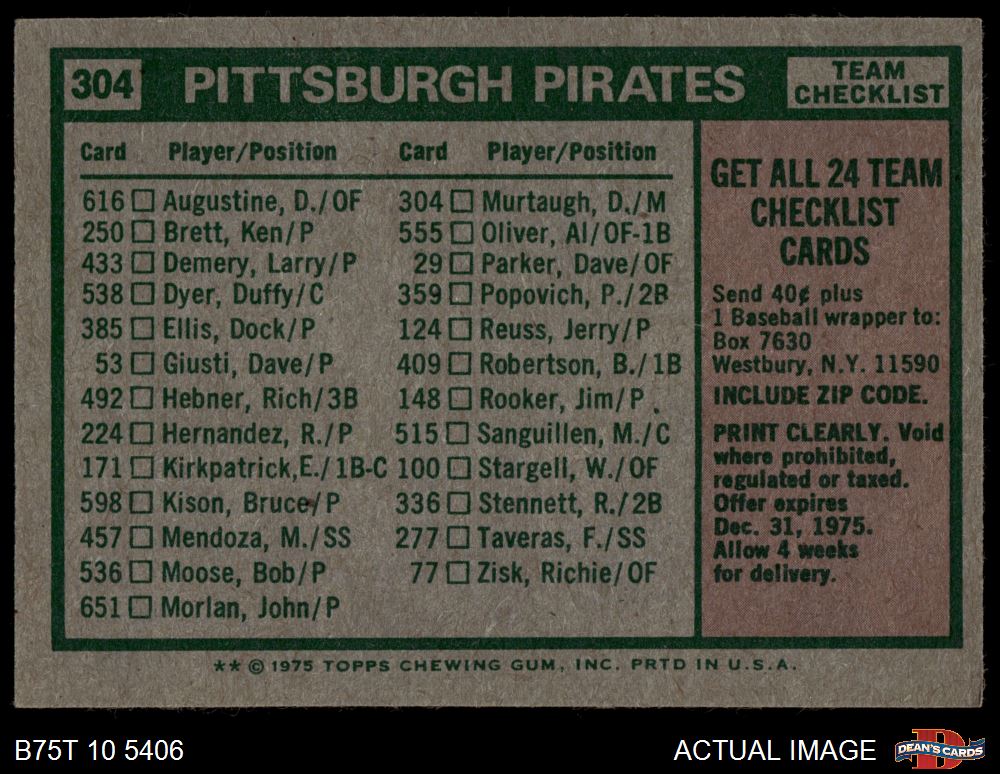 304 PITTSBURGH PIRATES TEAM CHECKLIST
Card Player/Position Card Player/Position
616 □ Augustine, D./OF 304 □ Murtaugh, D./M
250 □ Brett, Ken/P 555 □ Oliver, Al/OF-1B
433 □ Demery, Larry/P 29 □ Parker, Dave/OF
538 □ Dyer, Duffy/C 359 □ Popovich, P./2B
385 □ Ellis, Dock/P 124 □ Reuss, Jerry/P
53 □ Giusti, Dave/P 409 □ Robertson, B./1B
492 □ Hebner, Rich/3B 148 □ Rooker, Jim/P
224 □ Hernandez, R./P 515 □ Sanguillen, M./C
171 □ Kirkpatrick,E./1B-C 100 □ Stargell, W./OF
598 □ Kison, Bruce/P 336 □ Stennett, R./2B
457 □ Mendoza, M./SS 277 □ Taveras, F./SS
536 □ Moose, Bob/P 77 □ Zisk, Richie/OF
651 □ Morlan, John/P
GET ALL 24 TEAM
CHECKLIST
CARDS
Send 40¢ plus
1 Baseball wrapper to:
Box 7630
Westbury, N.Y. 11590
INCLUDE ZIP CODE.
PRINT CLEARLY. Void
where prohibited,
regulated or taxed.
Offer expires
Dec. 31, 1975.
Allow 4 weeks
for delivery.
** © 1975 TOPPS CHEWING GUM, INC. PRTD IN U.S.A.
B75T 10 5406 ACTUAL IMAGE D DEAN'S CARDS